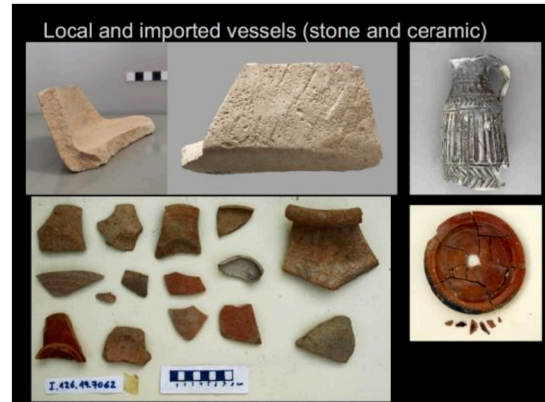 Local and imported vessels (stone and ceramic)
I.126.19.7062